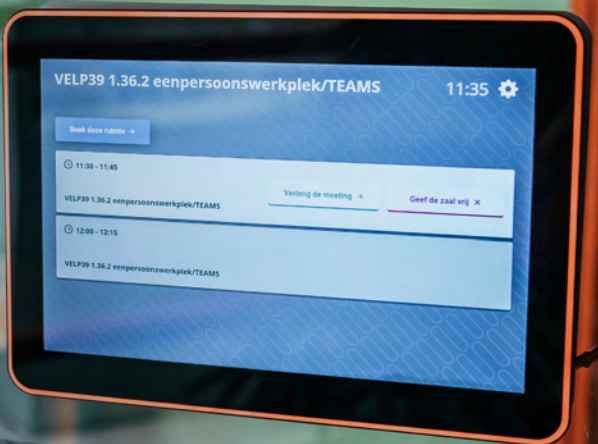 VELP39 1.36.2 eenpersoonswerkplek/TEAMS 11:35
Boek deze ruimte →
11:30 - 11:45
Verleng de meeting →
Geef de zaal vrij ✕
VELP39 1.36.2 eenpersoonswerkplek/TEAMS
12:00 - 12:15
VELP39 1.36.2 eenpersoonswerkplek/TEAMS